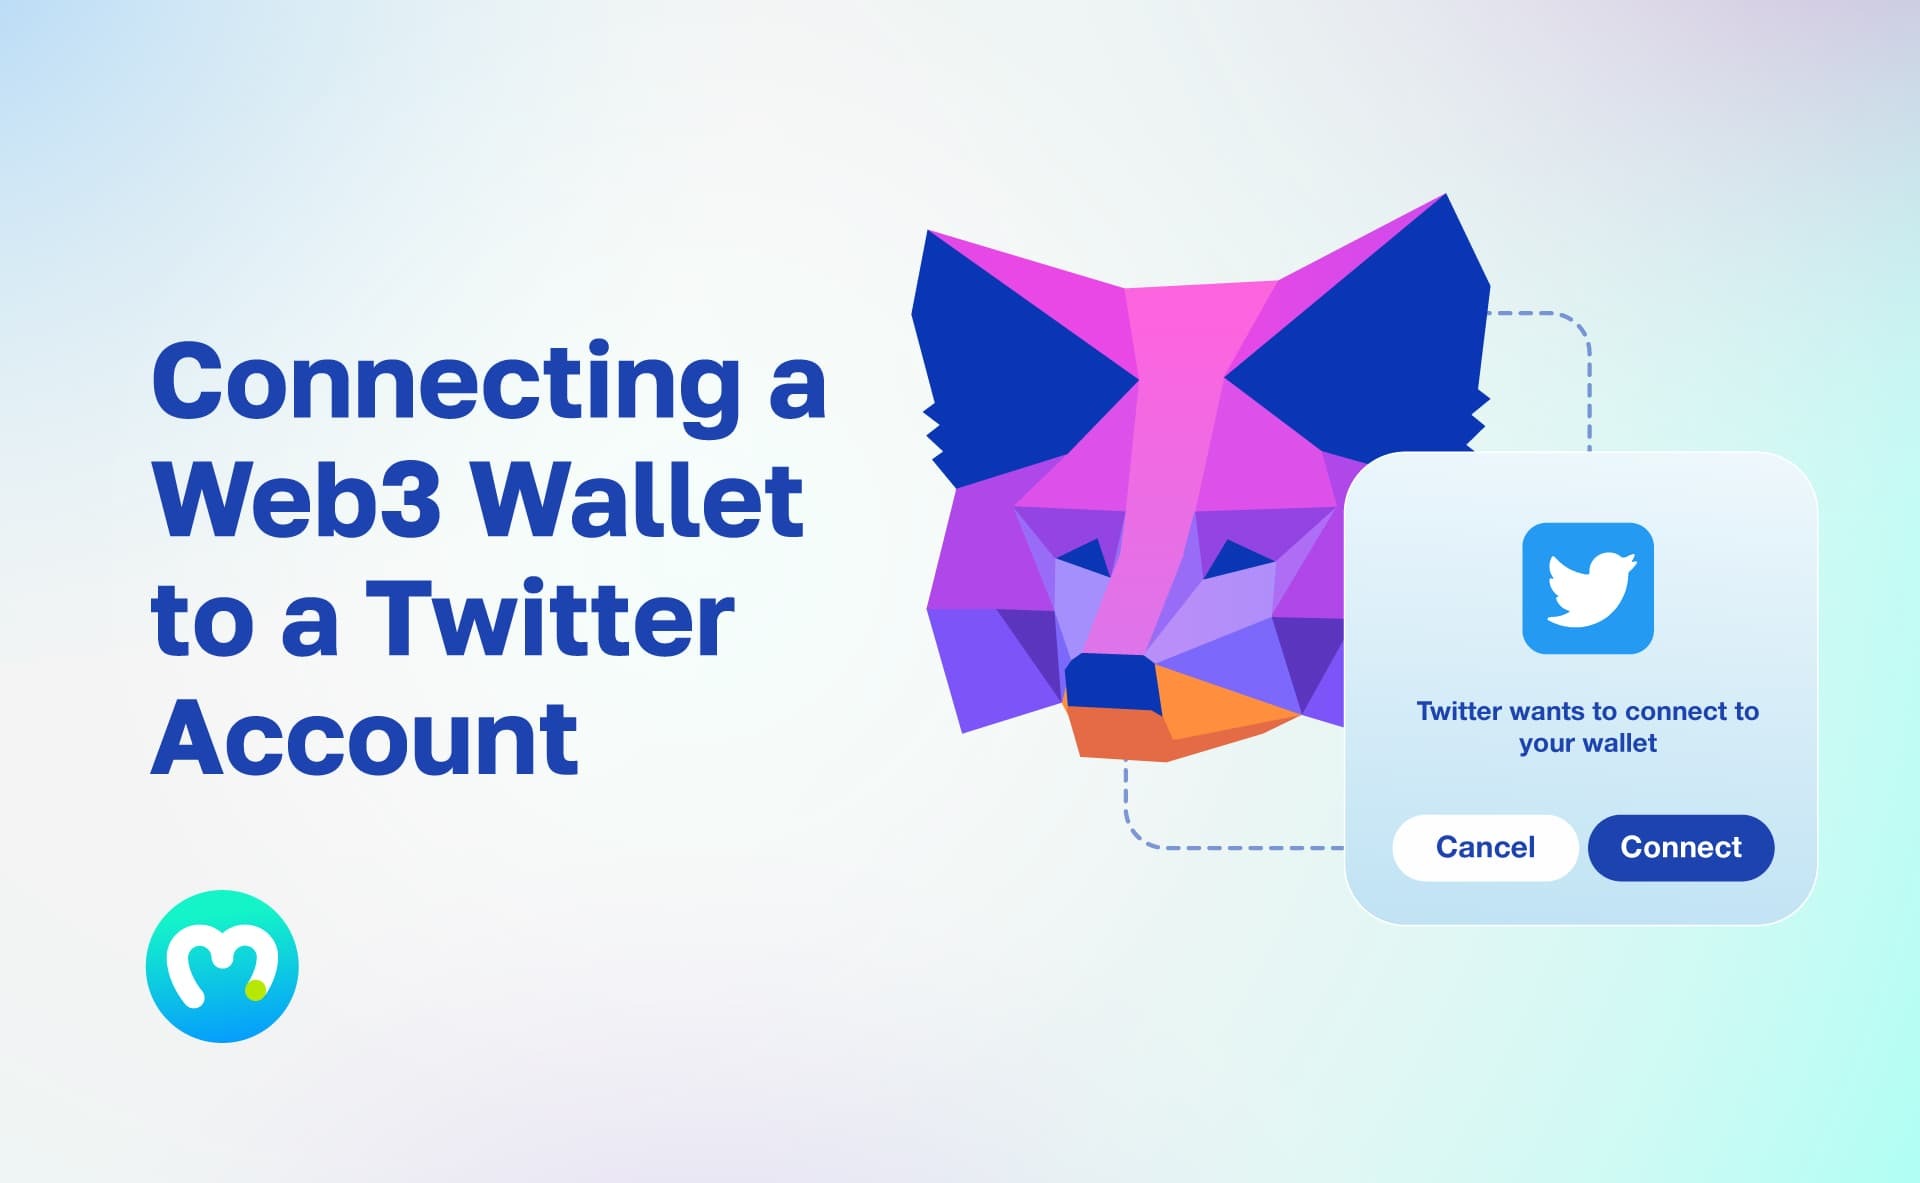 Connecting a
Web3 Wallet
to a Twitter
Account
Twitter wants to connect to
your wallet
Cancel
Connect